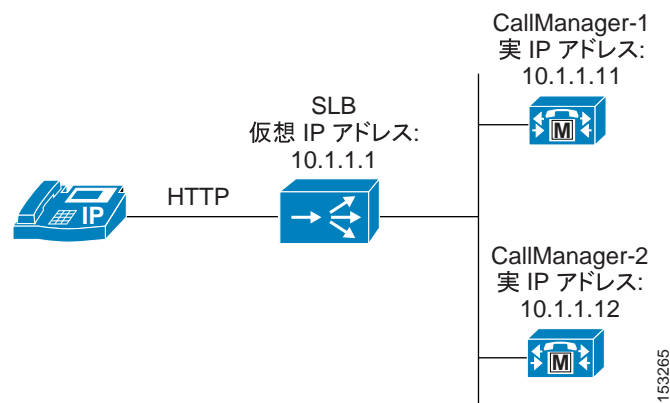 CallManager-1
実 IP アドレス:
10.1.1.11
SLB
仮想 IP アドレス:
10.1.1.1
HTTP
IP
M
CallManager-2
実 IP アドレス:
10.1.1.12
M
153265